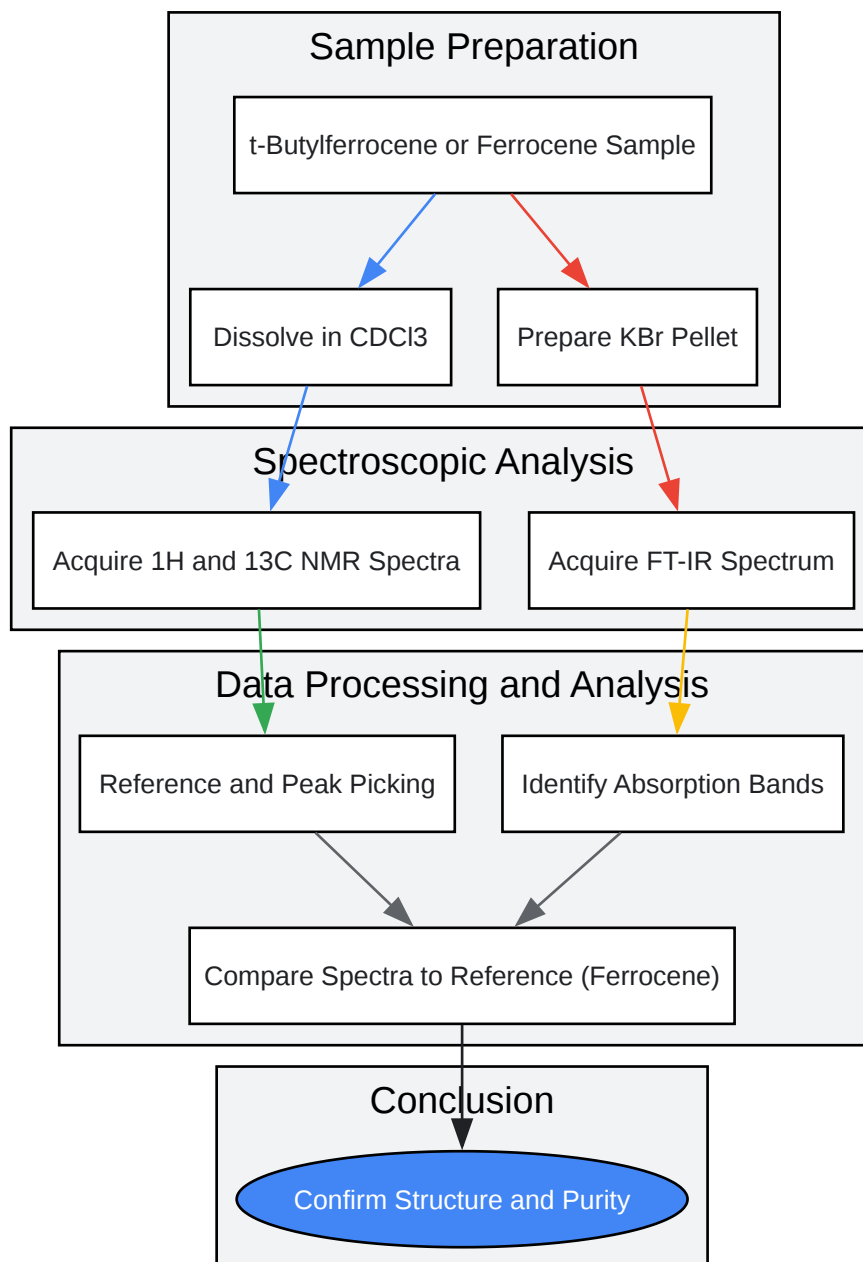 Sample Preparation
t-Butylferrocene or Ferrocene Sample
Dissolve in CDCl3
Prepare KBr Pellet
Spectroscopic Analysis
Acquire 1H and 13C NMR Spectra
Acquire FT-IR Spectrum
Data Processing and Analysis
Reference and Peak Picking
Identify Absorption Bands
Compare Spectra to Reference (Ferrocene)
Conclusion
Confirm Structure and Purity